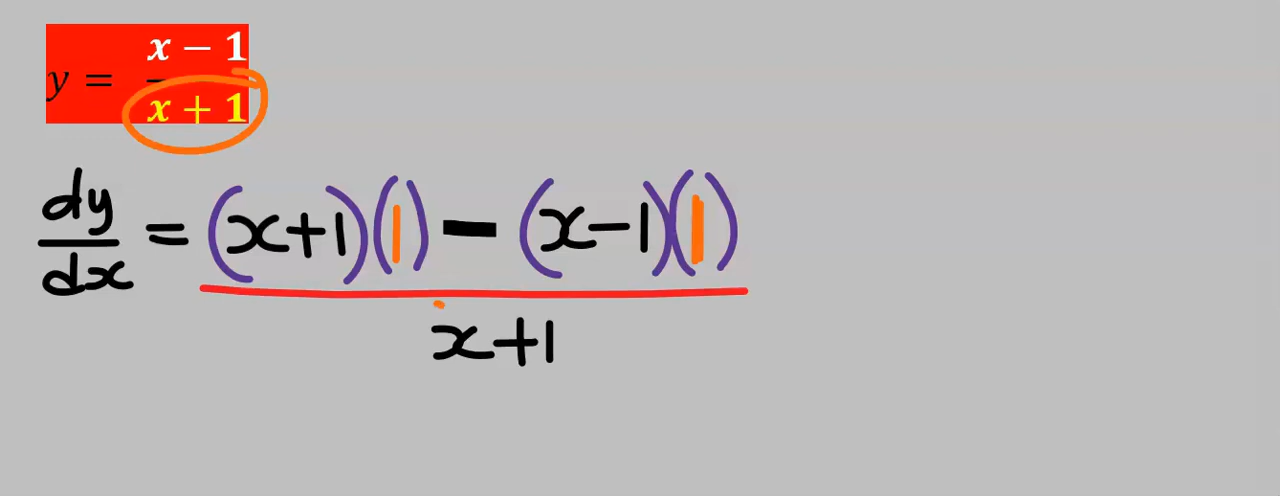 y = x − 1
x + 1
dy/dx = (x+1)(1) − (x−1)(1)
x+1